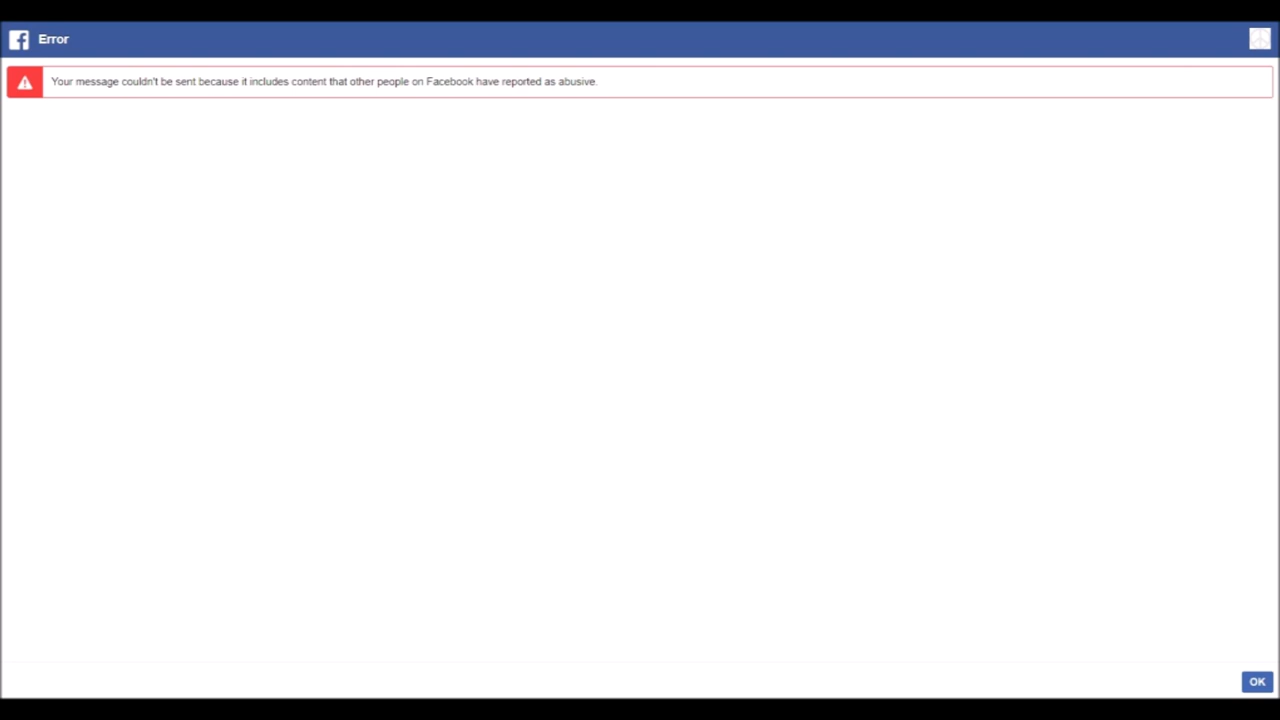 Error
Your message couldn't be sent because it includes content that other people on Facebook have reported as abusive.
OK